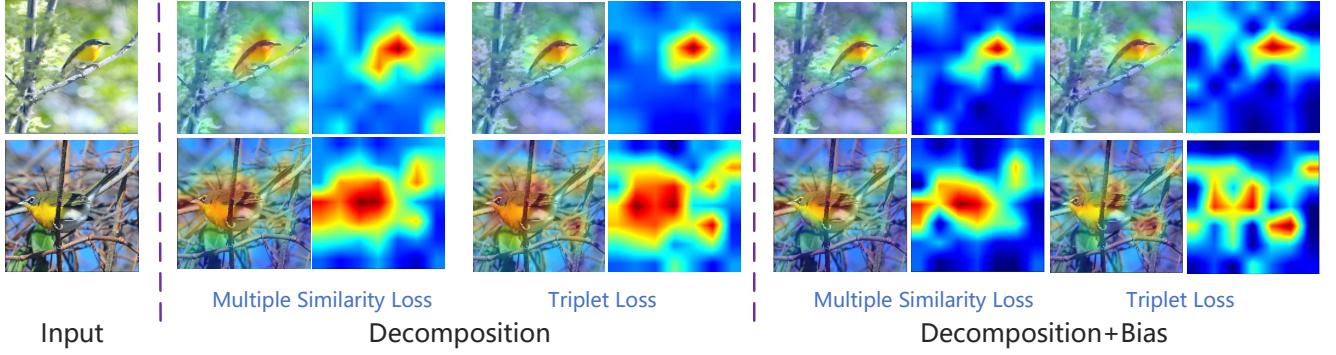 Multiple Similarity Loss
Triplet Loss
Multiple Similarity Loss
Triplet Loss
Input
Decomposition
Decomposition+Bias